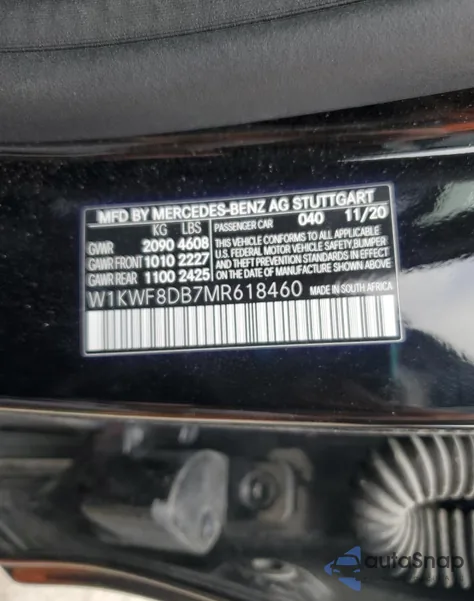 MFD BY MERCEDES-BENZ AG STUTTGART
KG LBS PASSENGER CAR 040 11/20
GVWR 2090 4608
GAWR FRONT 1010 2227
GAWR REAR 1100 2425
THIS VEHICLE CONFORMS TO ALL APPLICABLE
U.S. FEDERAL MOTOR VEHICLE SAFETY, BUMPER,
AND THEFT PREVENTION STANDARDS IN EFFECT
ON THE DATE OF MANUFACTURE SHOWN ABOVE.
W1KWF8DB7MR618460 MADE IN SOUTH AFRICA
autoSnap